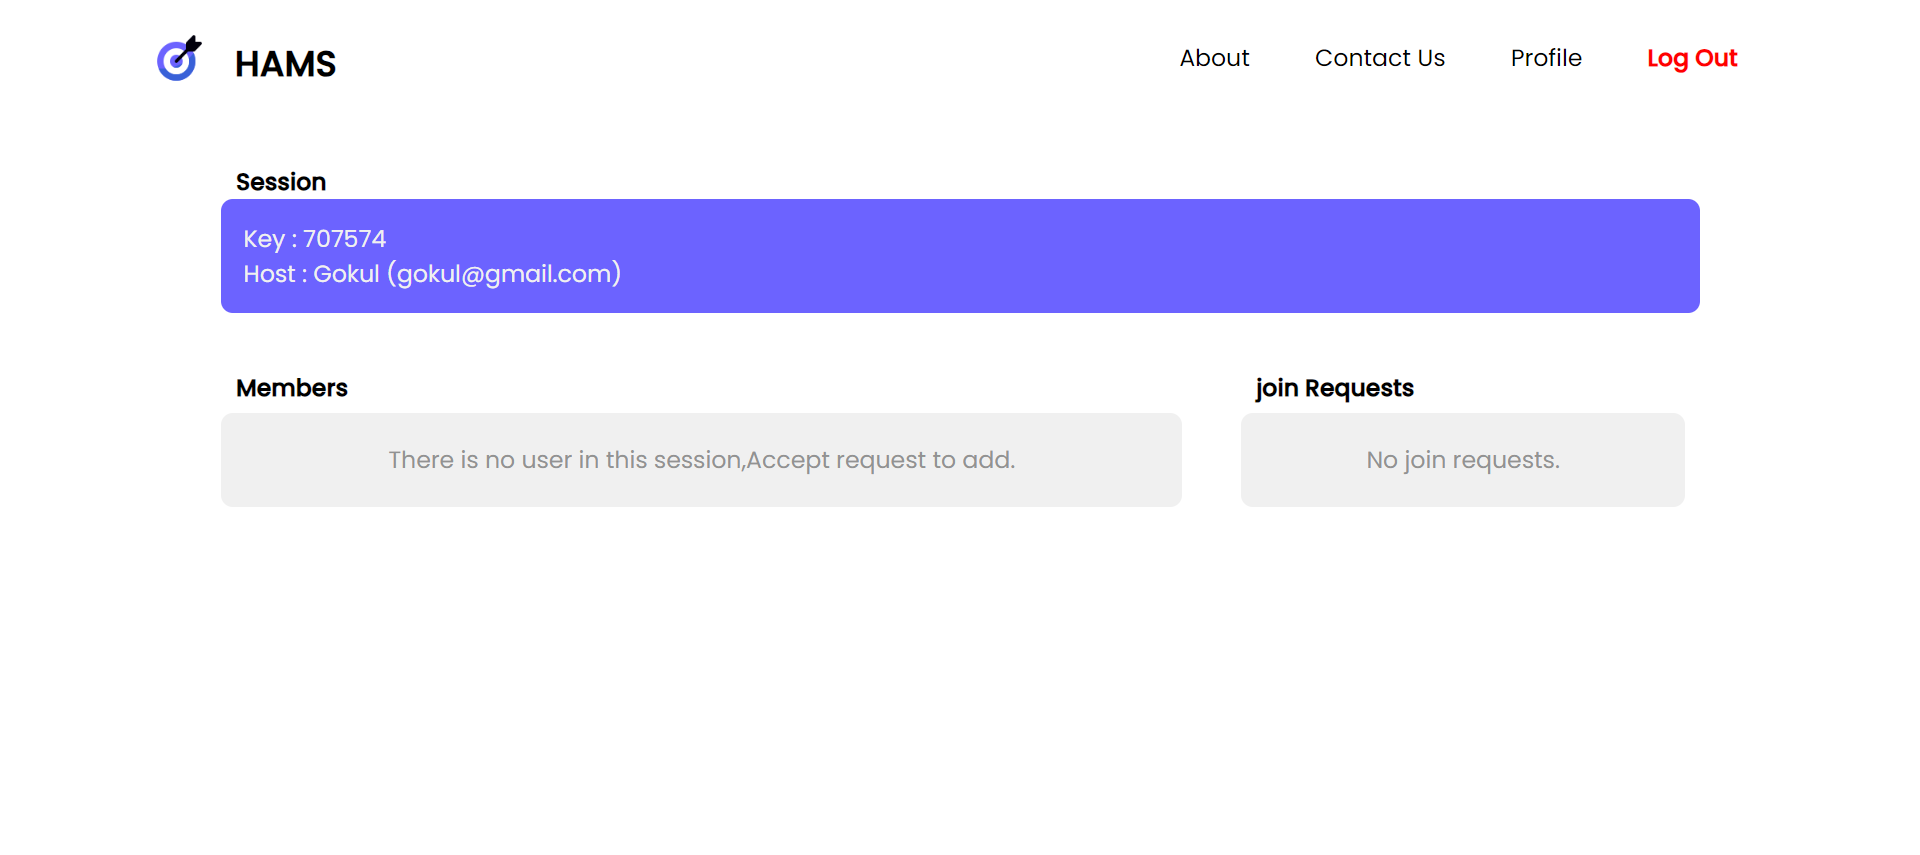 HAMS
About
Contact Us
Profile
Log Out
Session
Key : 707574
Host : Gokul (gokul@gmail.com)
Members
There is no user in this session,Accept request to add.
join Requests
No join requests.